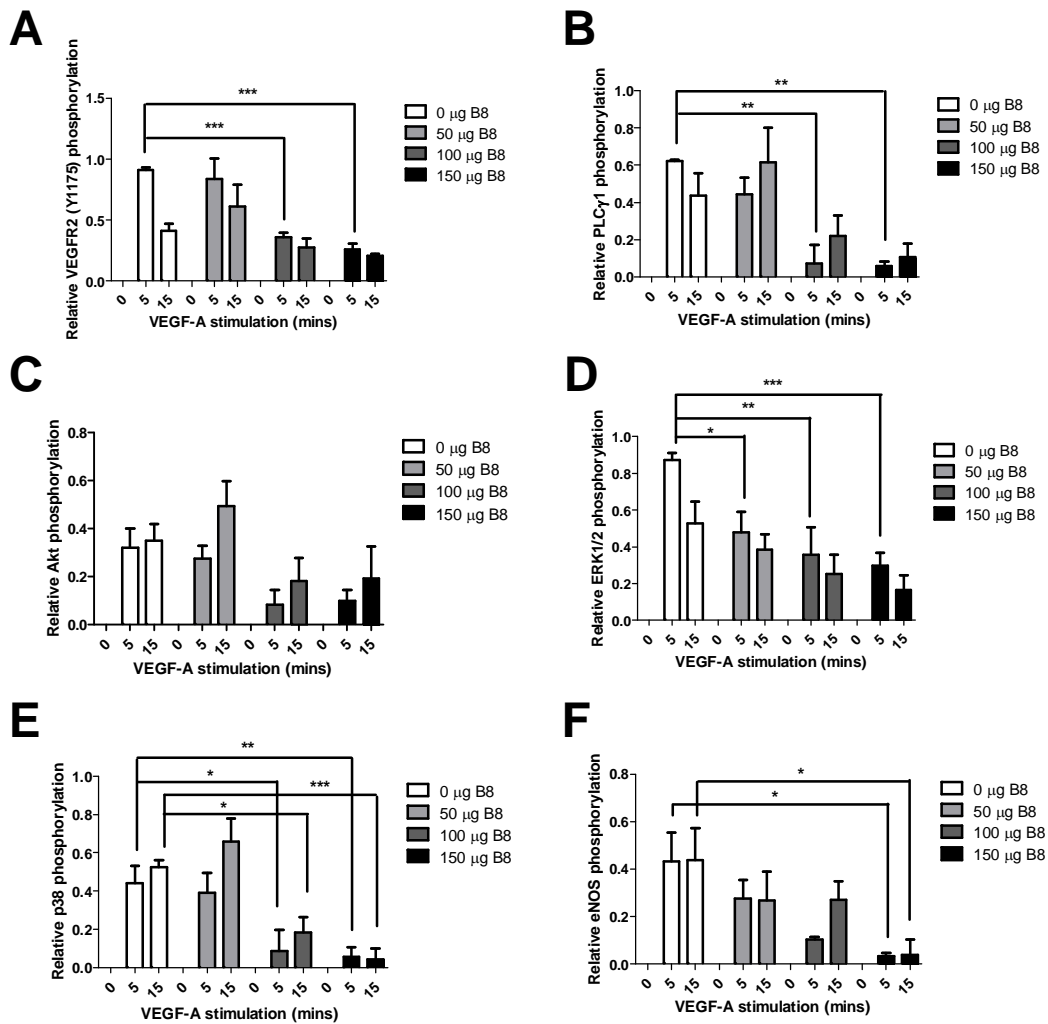 A
Relative VEGFR2 (Y1175) phosphorylation
1.5
1.0
0.5
0.0
0 5 15 0 5 15 0 5 15 0 5 15
VEGF-A stimulation (mins)
***
***
0 μg B8
50 μg B8
100 μg B8
150 μg B8
B
Relative PLCγ1 phosphorylation
1.0
0.8
0.6
0.4
0.2
0.0
0 5 15 0 5 15 0 5 15 0 5 15
VEGF-A stimulation (mins)
**
**
0 μg B8
50 μg B8
100 μg B8
150 μg B8
C
Relative Akt phosphorylation
0.8
0.6
0.4
0.2
0.0
0 5 15 0 5 15 0 5 15 0 5 15
VEGF-A stimulation (mins)
0 μg B8
50 μg B8
100 μg B8
150 μg B8
D
Relative ERK1/2 phosphorylation
1.0
0.8
0.6
0.4
0.2
0.0
0 5 15 0 5 15 0 5 15 0 5 15
VEGF-A stimulation (mins)
***
**
*
0 μg B8
50 μg B8
100 μg B8
150 μg B8
E
Relative p38 phosphorylation
1.0
0.8
0.6
0.4
0.2
0.0
0 5 15 0 5 15 0 5 15 0 5 15
VEGF-A stimulation (mins)
**
*
***
*
0 μg B8
50 μg B8
100 μg B8
150 μg B8
F
Relative eNOS phosphorylation
0.8
0.6
0.4
0.2
0.0
0 5 15 0 5 15 0 5 15 0 5 15
VEGF-A stimulation (mins)
*
*
0 μg B8
50 μg B8
100 μg B8
150 μg B8